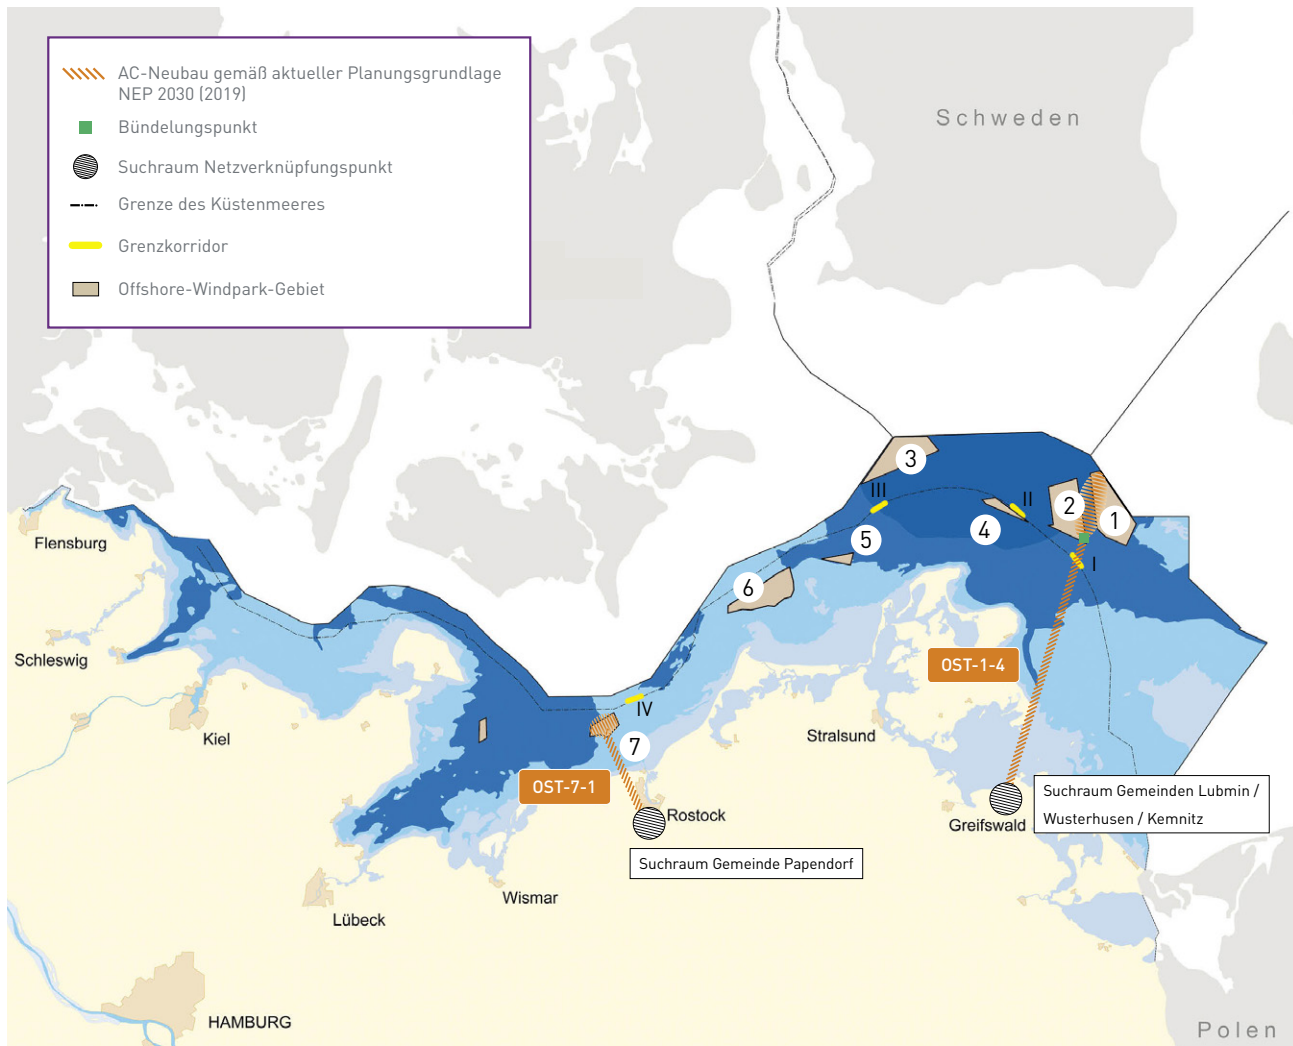 AC-Neubau gemäß aktueller Planungsgrundlage
NEP 2030 (2019)
Bündelungspunkt
Suchraum Netzverknüpfungspunkt
Grenze des Küstenmeeres
Grenzkorridor
Offshore-Windpark-Gebiet
Schweden
3
III
II
2
1
4
5
I
6
Flensburg
Schleswig
OST-1-4
IV
Kiel
7
Stralsund
OST-7-1
Suchraum Gemeinden Lubmin /
Wusterhusen / Kemnitz
Rostock
Greifswald
Suchraum Gemeinde Papendorf
Wismar
Lübeck
HAMBURG
Polen